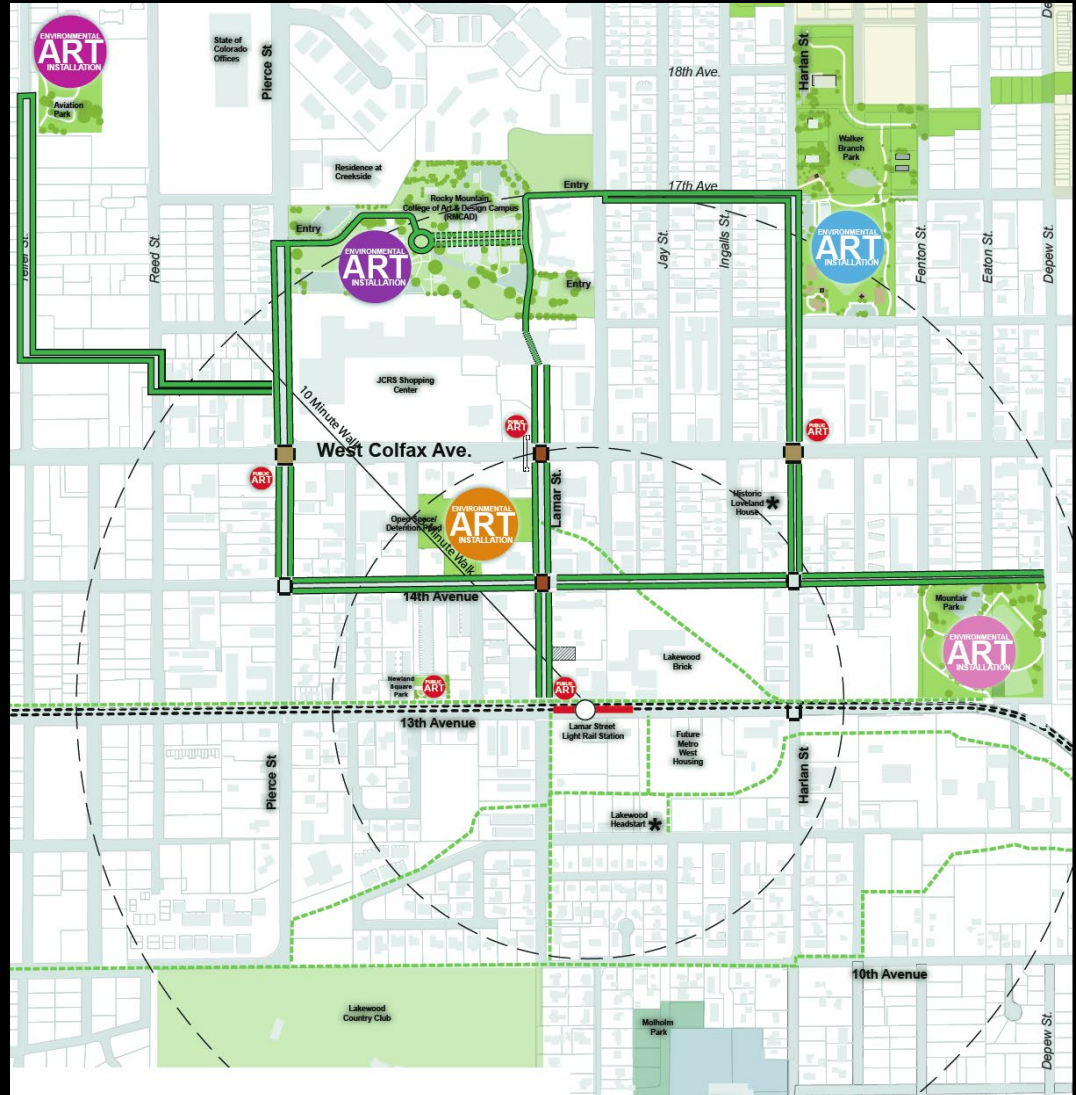 ENVIRONMENTAL
ART
INSTALLATION
Aviation
Park
State of
Colorado
Offices
Pierce St
18th Ave.
Harlan St.
Walker
Branch
Park
Residence at
Creekside
Rocky Mountain
College of Art & Design Campus
(RMCAD)
Entry
17th Ave
Entry
ENVIRONMENTAL
ART
INSTALLATION
Entry
ENVIRONMENTAL
ART
INSTALLATION
Reed St.
Jay St.
Ingalls St.
Fenton St.
Eaton St.
Depew St.
JCRS Shopping
Center
10 Minute Walk
PUBLIC
ART
PUBLIC
ART
West Colfax Ave.
PUBLIC
ART
Lamar St.
Historic
Loveland
House
*
Open Space/
ENVIRONMENTAL
ART
INSTALLATION
Minute Walk
14th Avenue
Mountair
Park
ENVIRONMENTAL
ART
INSTALLATION
Lakewood
Brick
Newland
Square
Park
PUBLIC
ART
PUBLIC
ART
13th Avenue
Lamar Street
Light Rail Station
Future
Metro
West
Housing
Pierce St
Harlan St
Lakewood
Headstart *
10th Avenue
Lakewood
Country Club
Molholm
Park
Depew St.